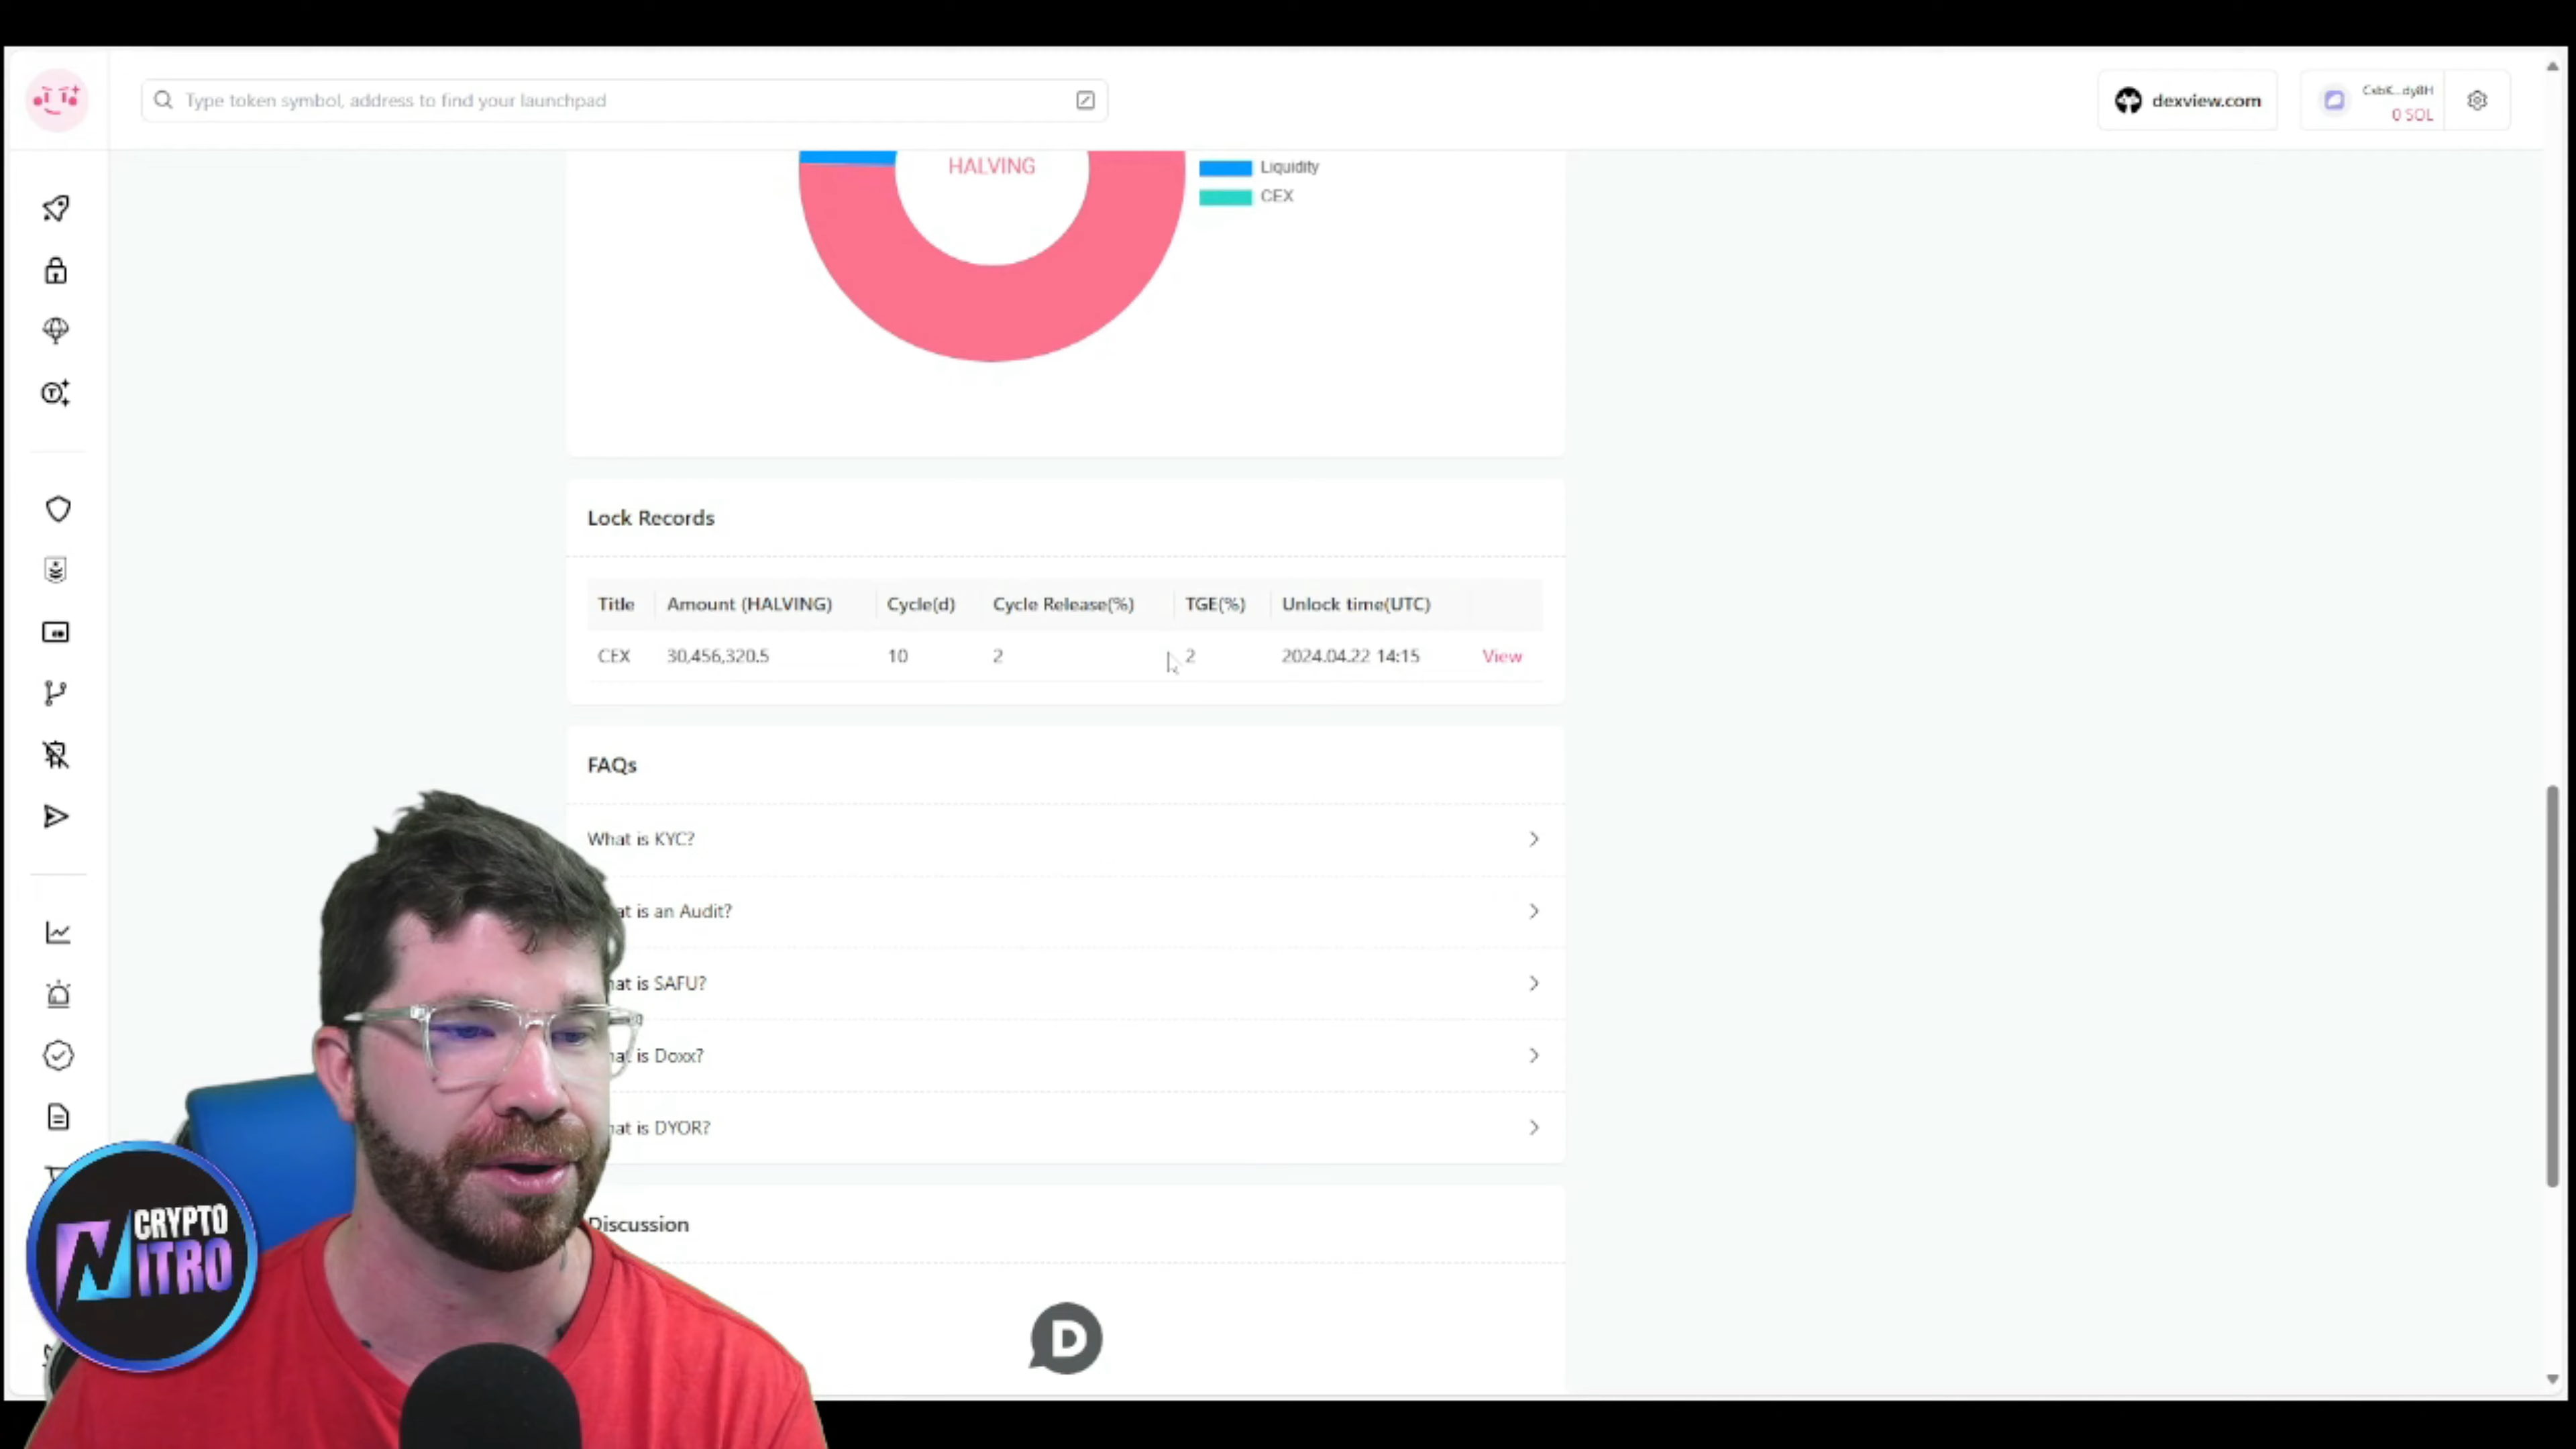 Type token symbol, address to find your launchpad
dexview.com
0 SOL
HALVING
Liquidity
CEX
Lock Records
Title Amount (HALVING) Cycle(d) Cycle Release(%) TGE(%) Unlock time(UTC)
CEX 30,456,320.5 10 2 2 2024.04.22 14:15 View
FAQs
What is KYC?
at is an Audit?
at is SAFU?
at is Doxx?
at is DYOR?
Discussion
D
CRYPTO
NITRO